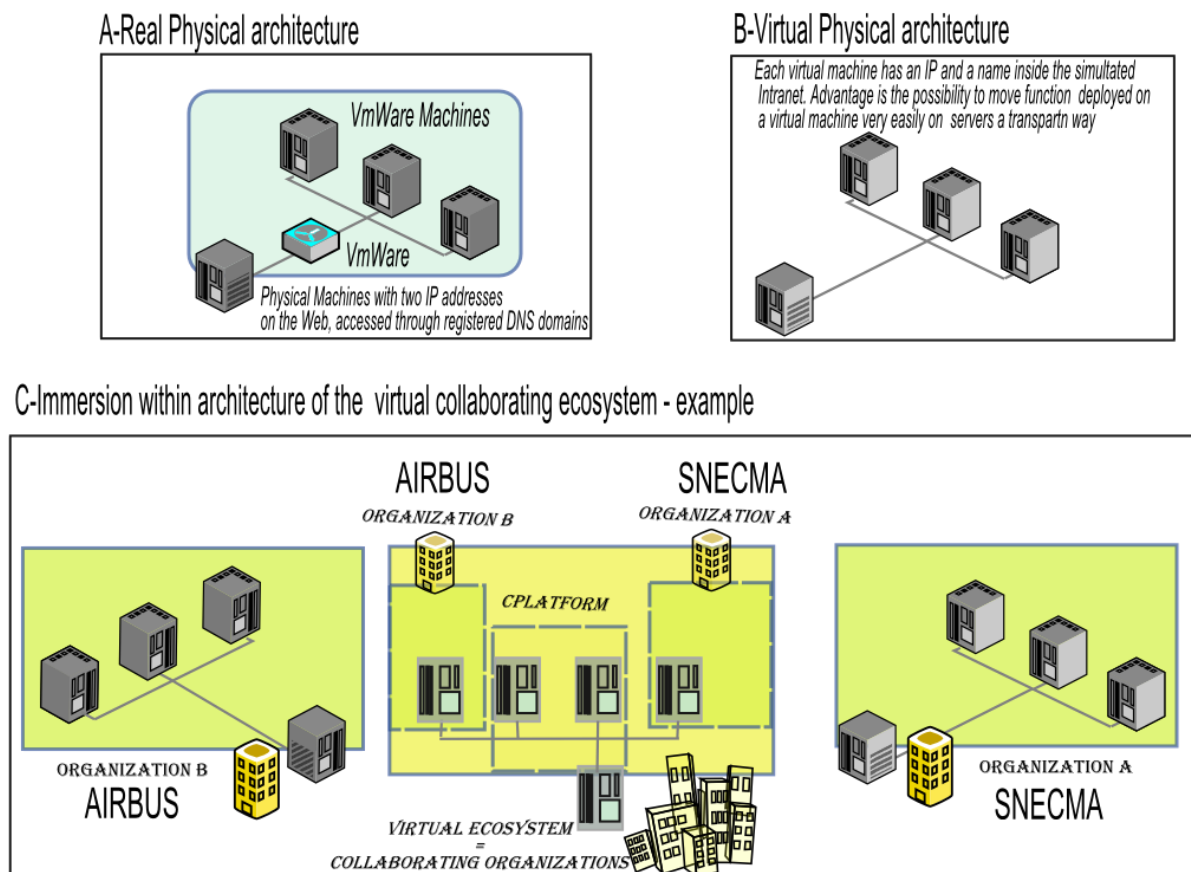 A-Real Physical architecture
VmWare Machines
VmWare
Physical Machines with two IP addresses
on the Web, accessed through registered DNS domains
B-Virtual Physical architecture
Each virtual machine has an IP and a name inside the simultated
Intranet. Advantage is the possibility to move function deployed on
a virtual machine very easily on servers a transpartn way
C-Immersion within architecture of the virtual collaborating ecosystem - example
AIRBUS
ORGANIZATION B
SNECMA
ORGANIZATION A
CPLATFORM
ORGANIZATION B
AIRBUS
VIRTUAL ECOSYSTEM
=
COLLABORATING ORGANIZATIONS
ORGANIZATION A
SNECMA